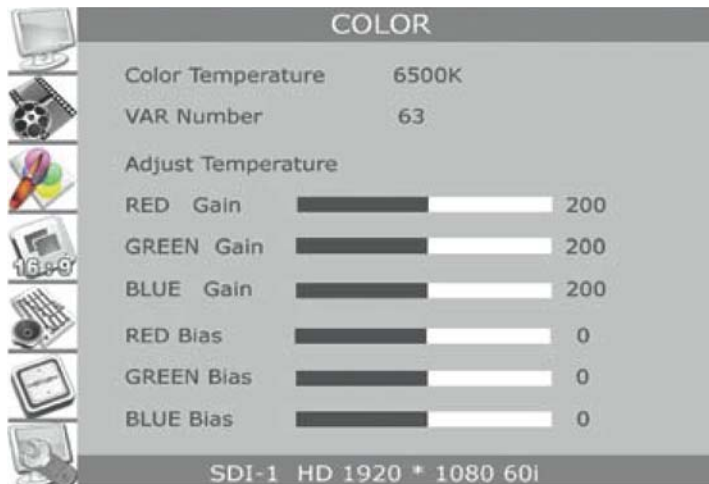 COLOR
Color Temperature 6500K
VAR Number 63
Adjust Temperature
RED Gain 200
GREEN Gain 200
BLUE Gain 200
RED Bias 0
GREEN Bias 0
BLUE Bias 0
16:9
SDI-1 HD 1920 * 1080 60i